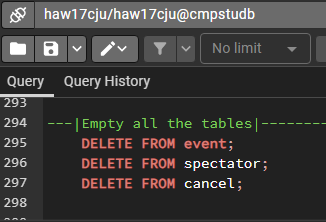 haw17cju/haw17cju@cmpstudb
No limit
Query Query History
293
294 ---|Empty all the tables|--------
295 DELETE FROM event;
296 DELETE FROM spectator;
297 DELETE FROM cancel;
298